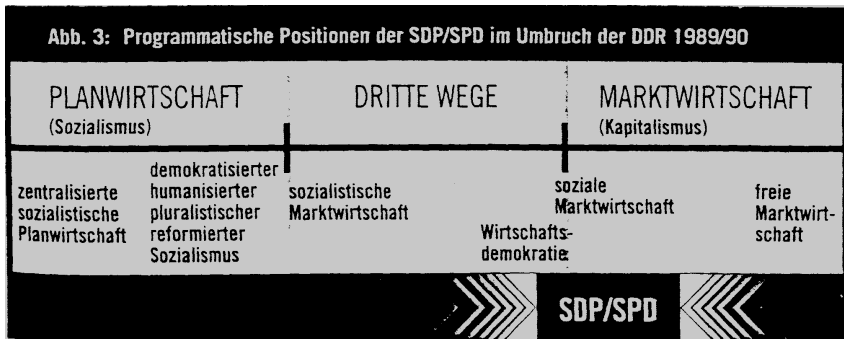 Abb. 3: Programmatische Positionen der SDP/SPD im Umbruch der DDR 1989/90
PLANWIRTSCHAFT
(Sozialismus)
DRITTE WEGE
MARKTWIRTSCHAFT
(Kapitalismus)
zentralisierte
sozialistische
Planwirtschaft
demokratisierter
humanisierter
pluralistischer
reformierter
Sozialismus
sozialistische
Marktwirtschaft
Wirtschafts-
demokratie
soziale
Marktwirtschaft
freie
Marktwirt-
schaft
SDP/SPD